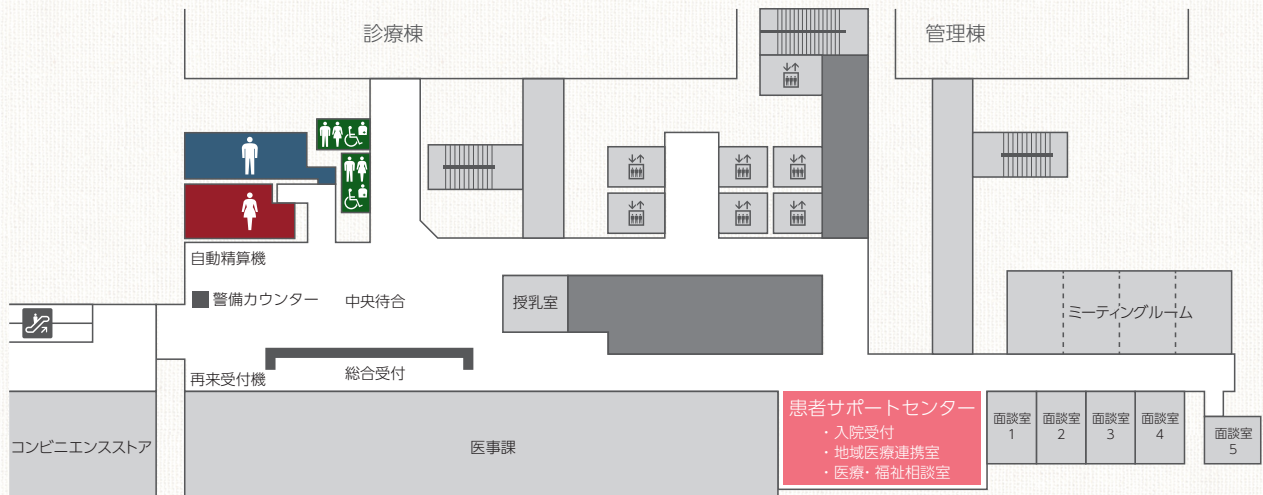 診療棟
管理棟
自動精算機
警備カウンター
中央待合
授乳室
ミーティングルーム
総合受付
再来受付機
コンビニエンスストア
医事課
患者サポートセンター
・入院受付
・地域医療連携室
・医療・福祉相談室
面談室
1
面談室
2
面談室
3
面談室
4
面談室
5